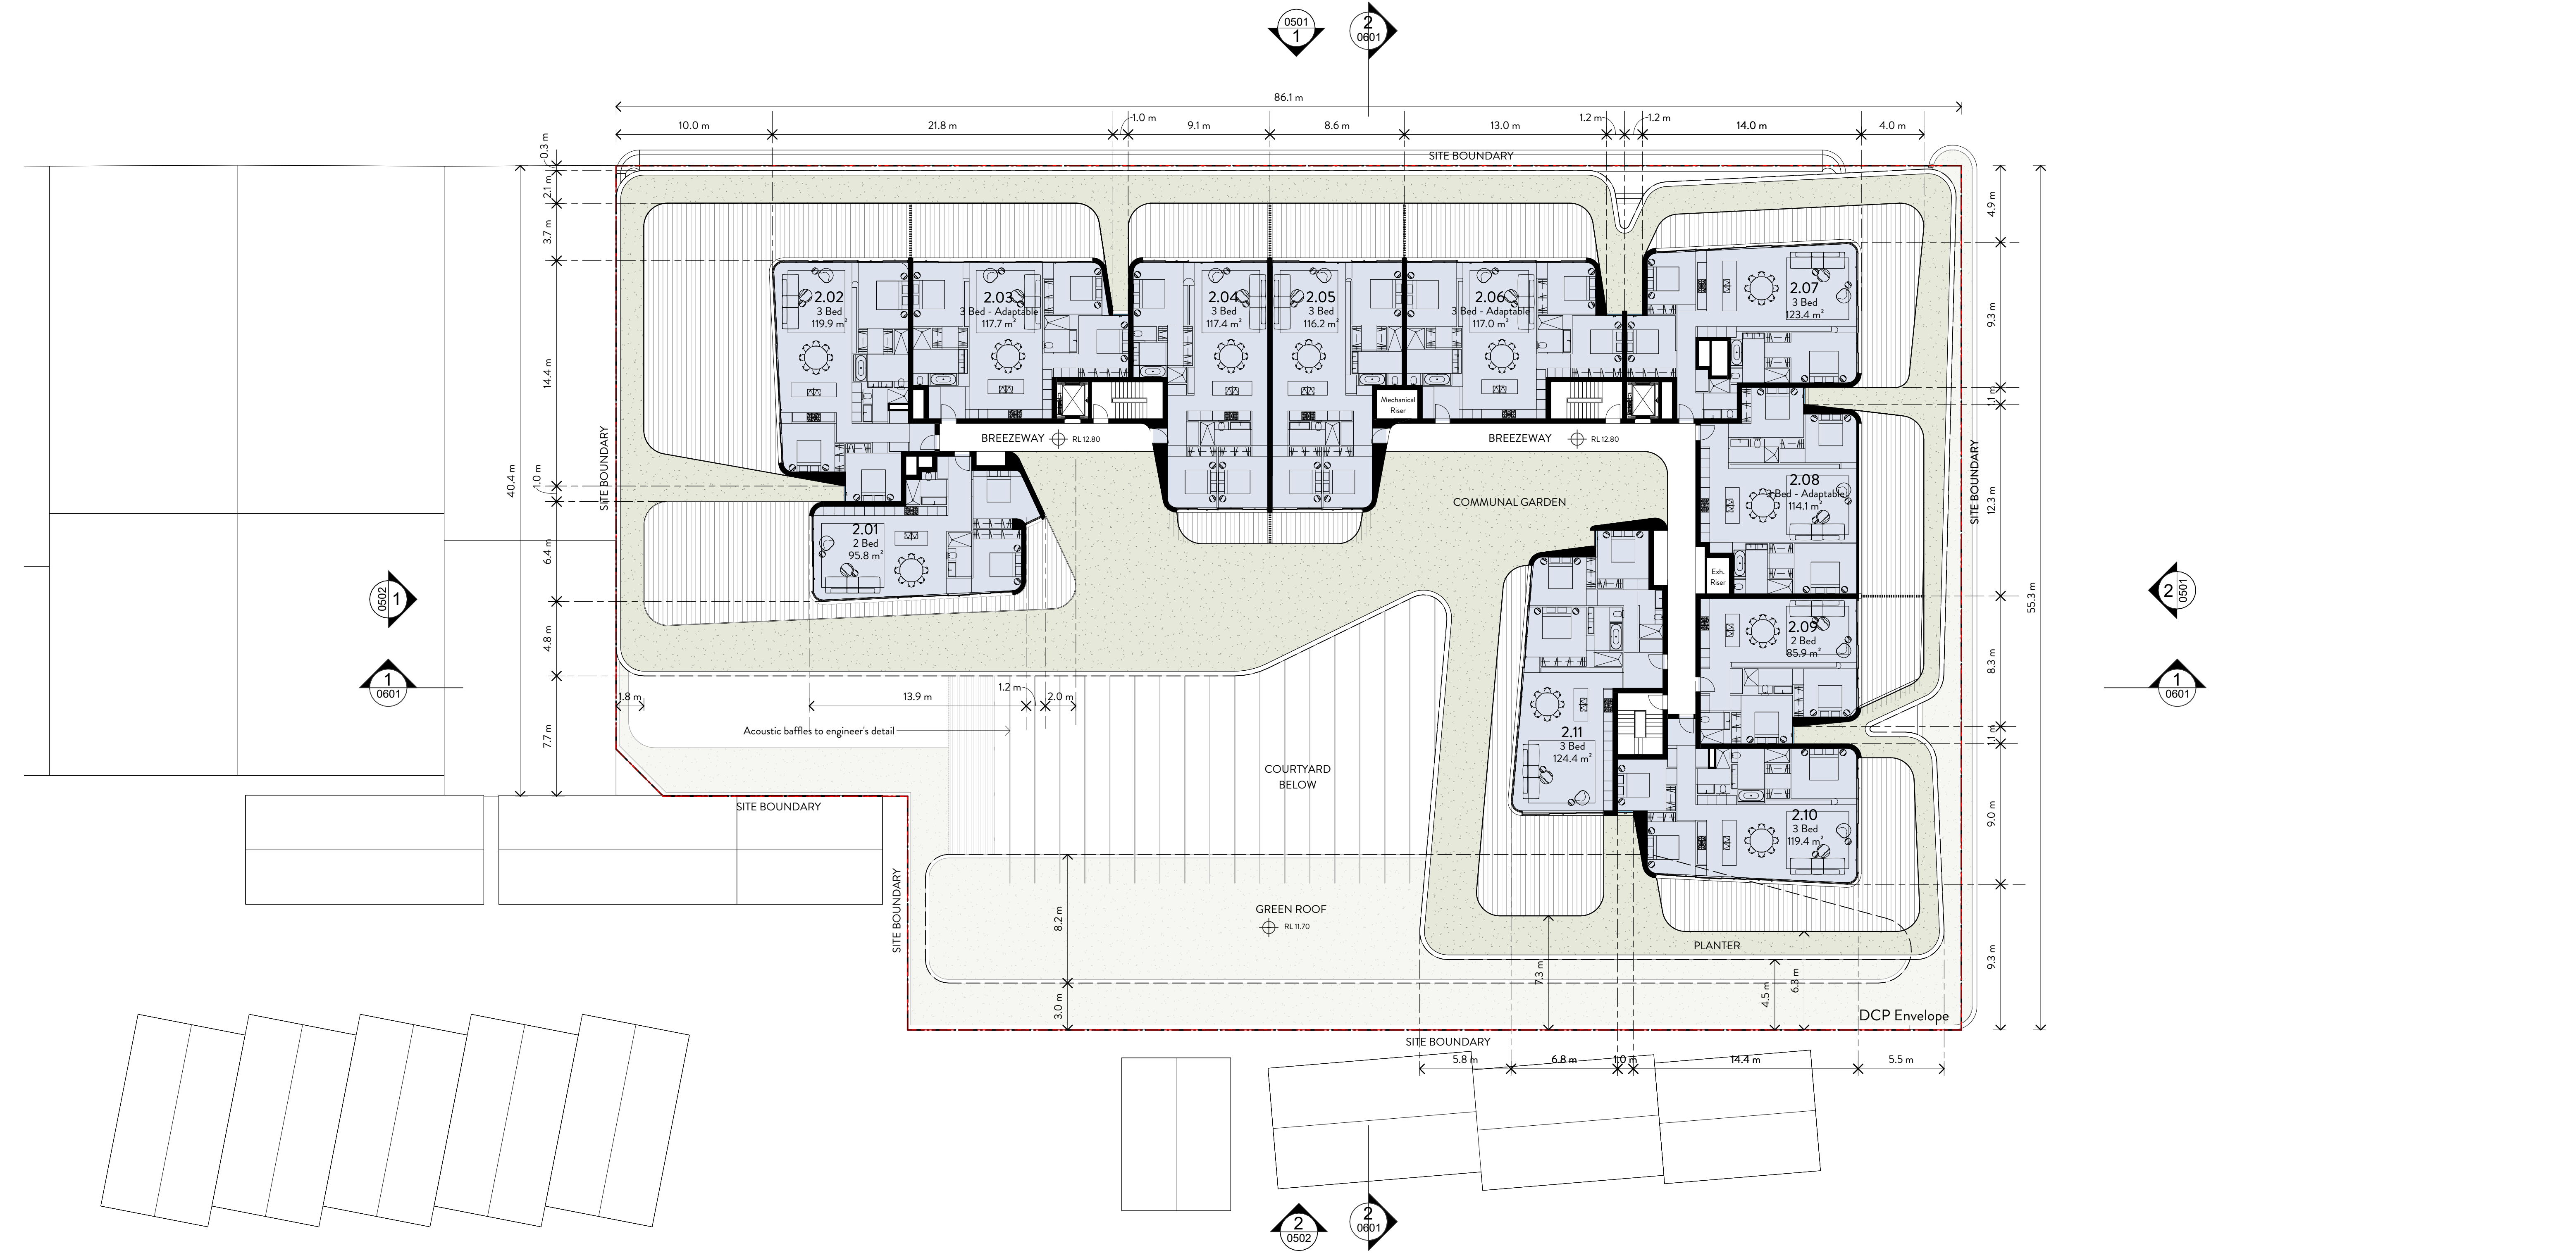 0501
1
2
0601
86.1 m
10.0 m
21.8 m
1.0 m
9.1 m
8.6 m
13.0 m
1.2 m
1.2 m
14.0 m
4.0 m
SITE BOUNDARY
0.3 m
2.1 m
3.7 m
14.4 m
1.0 m
6.4 m
4.8 m
7.7 m
40.4 m
SITE BOUNDARY
4.9 m
9.3 m
1.1 m
12.3 m
8.3 m
1.1 m
9.0 m
9.3 m
55.3 m
SITE BOUNDARY
2.02
3 Bed
119.9 m²
2.03
3 Bed - Adaptable
117.7 m²
2.04
3 Bed
117.4 m²
2.05
3 Bed
116.2 m²
2.06
3 Bed - Adaptable
117.0 m²
2.07
3 Bed
123.4 m²
Mechanical
Riser
BREEZEWAY
RL 12.80
BREEZEWAY
RL 12.80
COMMUNAL GARDEN
2.08
3 Bed - Adaptable
114.1 m²
2.01
2 Bed
95.8 m²
Exh.
Riser
2.09
2 Bed
85.9 m²
0502
1
1
0601
2
0501
1
0601
1.8 m
13.9 m
1.2 m
2.0 m
Acoustic baffles to engineer's detail
2.11
3 Bed
124.4 m²
COURTYARD
BELOW
2.10
3 Bed
119.4 m²
SITE BOUNDARY
SITE BOUNDARY
8.2 m
3.0 m
GREEN ROOF
RL 11.70
PLANTER
7.3 m
4.5 m
6.3 m
DCP Envelope
SITE BOUNDARY
5.8 m
6.8 m
1.0 m
14.4 m
5.5 m
2
0502
2
0601